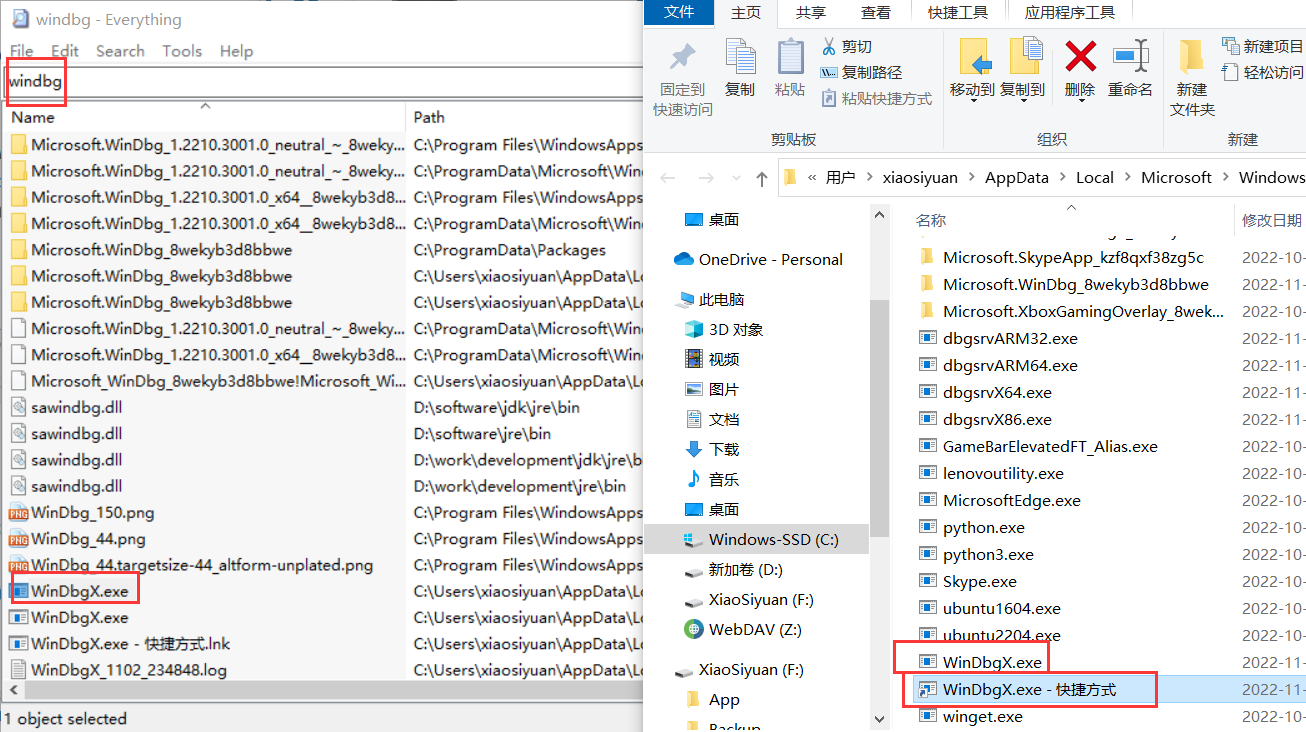 windbg - Everything
File Edit Search Tools Help
windbg
Name Path
Microsoft.WinDbg_1.2210.3001.0_neutral_~_8weky... C:\Program Files\WindowsApps
Microsoft.WinDbg_1.2210.3001.0_neutral_~_8weky... C:\ProgramData\Microsoft\Wind
Microsoft.WinDbg_1.2210.3001.0_x64__8wekyb3d8... C:\Program Files\WindowsApps
Microsoft.WinDbg_1.2210.3001.0_x64__8wekyb3d8... C:\ProgramData\Microsoft\Wind
Microsoft.WinDbg_8wekyb3d8bbwe C:\ProgramData\Packages
Microsoft.WinDbg_8wekyb3d8bbwe C:\Users\xiaosiyuan\AppData\Lo
Microsoft.WinDbg_8wekyb3d8bbwe C:\Users\xiaosiyuan\AppData\Lo
Microsoft.WinDbg_1.2210.3001.0_neutral_~_8weky... C:\ProgramData\Microsoft\Wind
Microsoft.WinDbg_1.2210.3001.0_x64__8wekyb3d8... C:\ProgramData\Microsoft\Wind
Microsoft_WinDbg_8wekyb3d8bbwe!Microsoft_Wi... C:\Users\xiaosiyuan\AppData\Lo
sawindbg.dll D:\software\jdk\jre\bin
sawindbg.dll D:\software\jre\bin
sawindbg.dll D:\work\development\jdk\jre\b
sawindbg.dll D:\work\development\jre\bin
PNG WinDbg_150.png C:\Program Files\WindowsApps
PNG WinDbg_44.png C:\Program Files\WindowsApps
PNG WinDbg_44.targetsize-44_altform-unplated.png C:\Program Files\WindowsApps
WinDbgX.exe C:\Users\xiaosiyuan\AppData\Lo
WinDbgX.exe C:\Users\xiaosiyuan\AppData\Lo
WinDbgX.exe - 快捷方式.lnk C:\Users\xiaosiyuan\AppData\Lo
WinDbgX_1102_234848.log C:\Users\xiaosiyuan\AppData\Lo
1 object selected
文件 主页 共享 查看 快捷工具 应用程序工具
固定到
快速访问
复制
粘贴
剪切
复制路径
粘贴快捷方式
移动到 复制到 删除 重命名
新建
文件夹
新建项目
轻松访问
剪贴板 组织 新建
« 用户 > xiaosiyuan > AppData > Local > Microsoft > Windows
桌面
OneDrive - Personal
此电脑
3D 对象
视频
图片
文档
下载
音乐
桌面
Windows-SSD (C:)
新加卷 (D:)
XiaoSiyuan (F:)
WebDAV (Z:)
XiaoSiyuan (F:)
App
Backup
名称 修改日期
Microsoft.SkypeApp_kzf8qxf38zg5c 2022-10-
Microsoft.WinDbg_8wekyb3d8bbwe 2022-11-
Microsoft.XboxGamingOverlay_8wek... 2022-10-
dbgsrvARM32.exe 2022-11-
dbgsrvARM64.exe 2022-11-
dbgsrvX64.exe 2022-11-
dbgsrvX86.exe 2022-11-
GameBarElevatedFT_Alias.exe 2022-10-
lenovoutility.exe 2022-10-
MicrosoftEdge.exe 2022-10-
python.exe 2022-10-
python3.exe 2022-10-
Skype.exe 2022-10-
ubuntu1604.exe 2022-10-
ubuntu2204.exe 2022-10-
WinDbgX.exe 2022-11-
WinDbgX.exe - 快捷方式 2022-11-
winget.exe 2022-10-